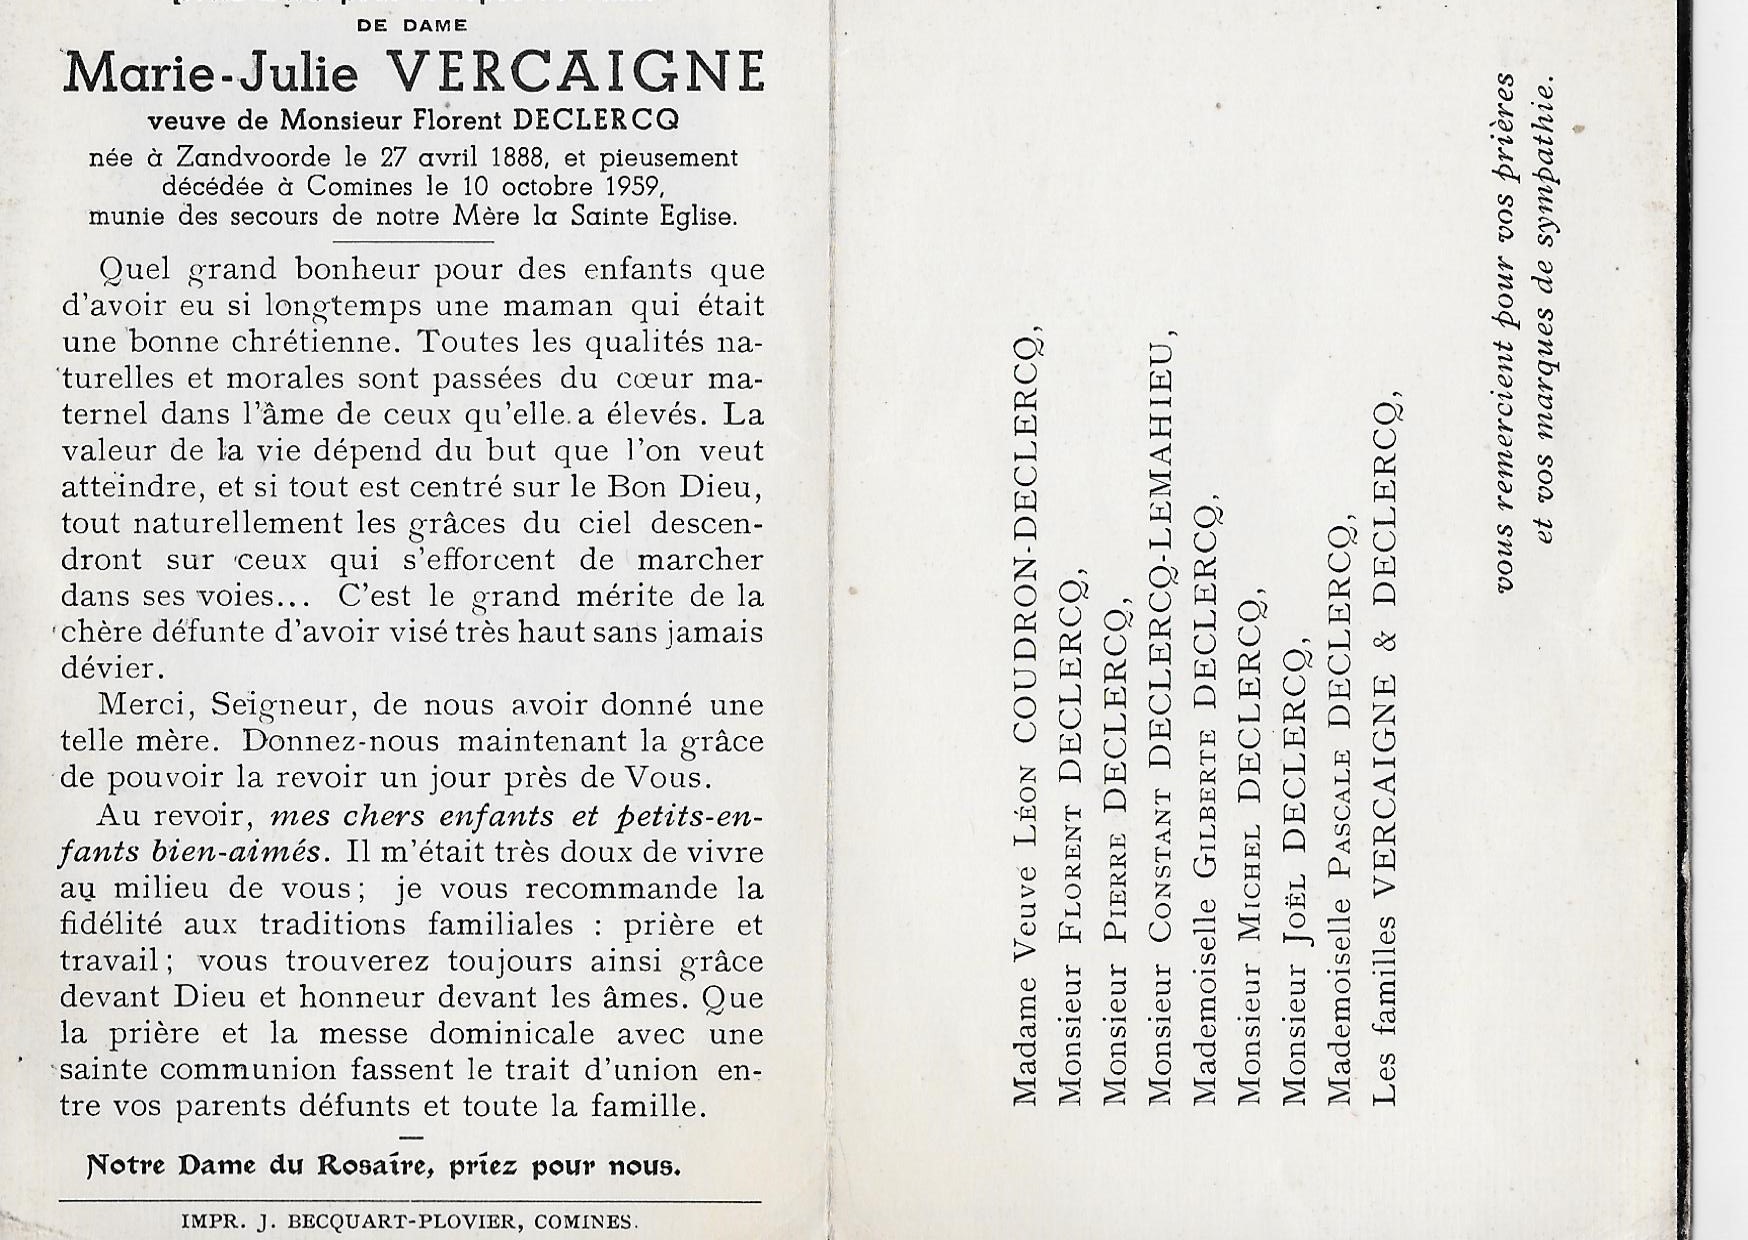 DE DAME
Marie-Julie VERCAIGNE
veuve de Monsieur Florent DECLERCQ
née à Zandvoorde le 27 avril 1888, et pieusement
décédée à Comines le 10 octobre 1959,
munie des secours de notre Mère la Sainte Eglise.
Quel grand bonheur pour des enfants que
d'avoir eu si longtemps une maman qui était
une bonne chrétienne. Toutes les qualités na-
turelles et morales sont passées du cœur ma-
ternel dans l'âme de ceux qu'elle a élevés. La
valeur de la vie dépend du but que l'on veut
atteindre, et si tout est centré sur le Bon Dieu,
tout naturellement les grâces du ciel descen-
dront sur ceux qui s'efforcent de marcher
dans ses voies... C'est le grand mérite de la
chère défunte d'avoir visé très haut sans jamais
dévier.
Merci, Seigneur, de nous avoir donné une
telle mère. Donnez-nous maintenant la grâce
de pouvoir la revoir un jour près de Vous.
Au revoir, mes chers enfants et petits-en-
fants bien-aimés. Il m'était très doux de vivre
au milieu de vous ; je vous recommande la
fidélité aux traditions familiales : prière et
travail ; vous trouverez toujours ainsi grâce
devant Dieu et honneur devant les âmes. Que
la prière et la messe dominicale avec une
sainte communion fassent le trait d'union en-
tre vos parents défunts et toute la famille.
Notre Dame du Rosaire, priez pour nous.
IMPR. J. BECQUART-PLOVIER, COMINES.
Madame Veuve LÉON COUDRON-DECLERCQ,
Monsieur FLORENT DECLERCQ,
Monsieur PIERRE DECLERCQ,
Monsieur CONSTANT DECLERCQ-LEMAHIEU,
Mademoiselle GILBERTE DECLERCQ,
Monsieur MICHEL DECLERCQ,
Monsieur JOËL DECLERCQ,
Mademoiselle PASCALE DECLERCQ,
Les familles VERCAIGNE & DECLERCQ,
vous remercient pour vos prières
et vos marques de sympathie.